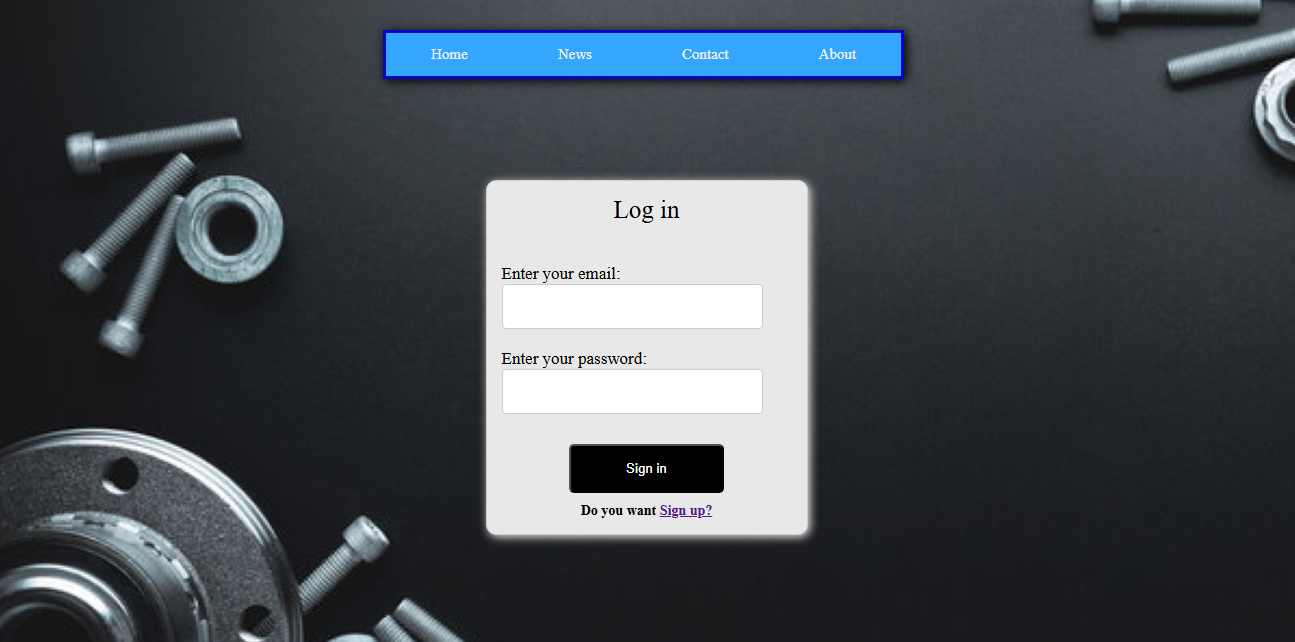 Home News Contact About
Log in
Enter your email:
Enter your password:
Sign in
Do you want Sign up?